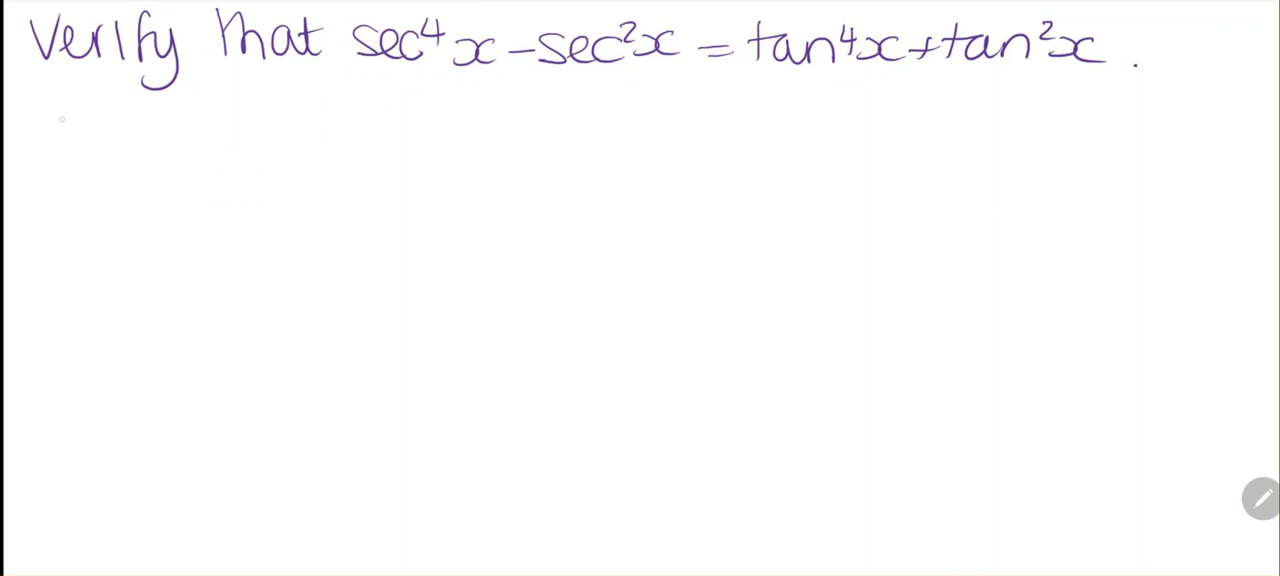 Verify that sec⁴x - sec²x = tan⁴x + tan²x.